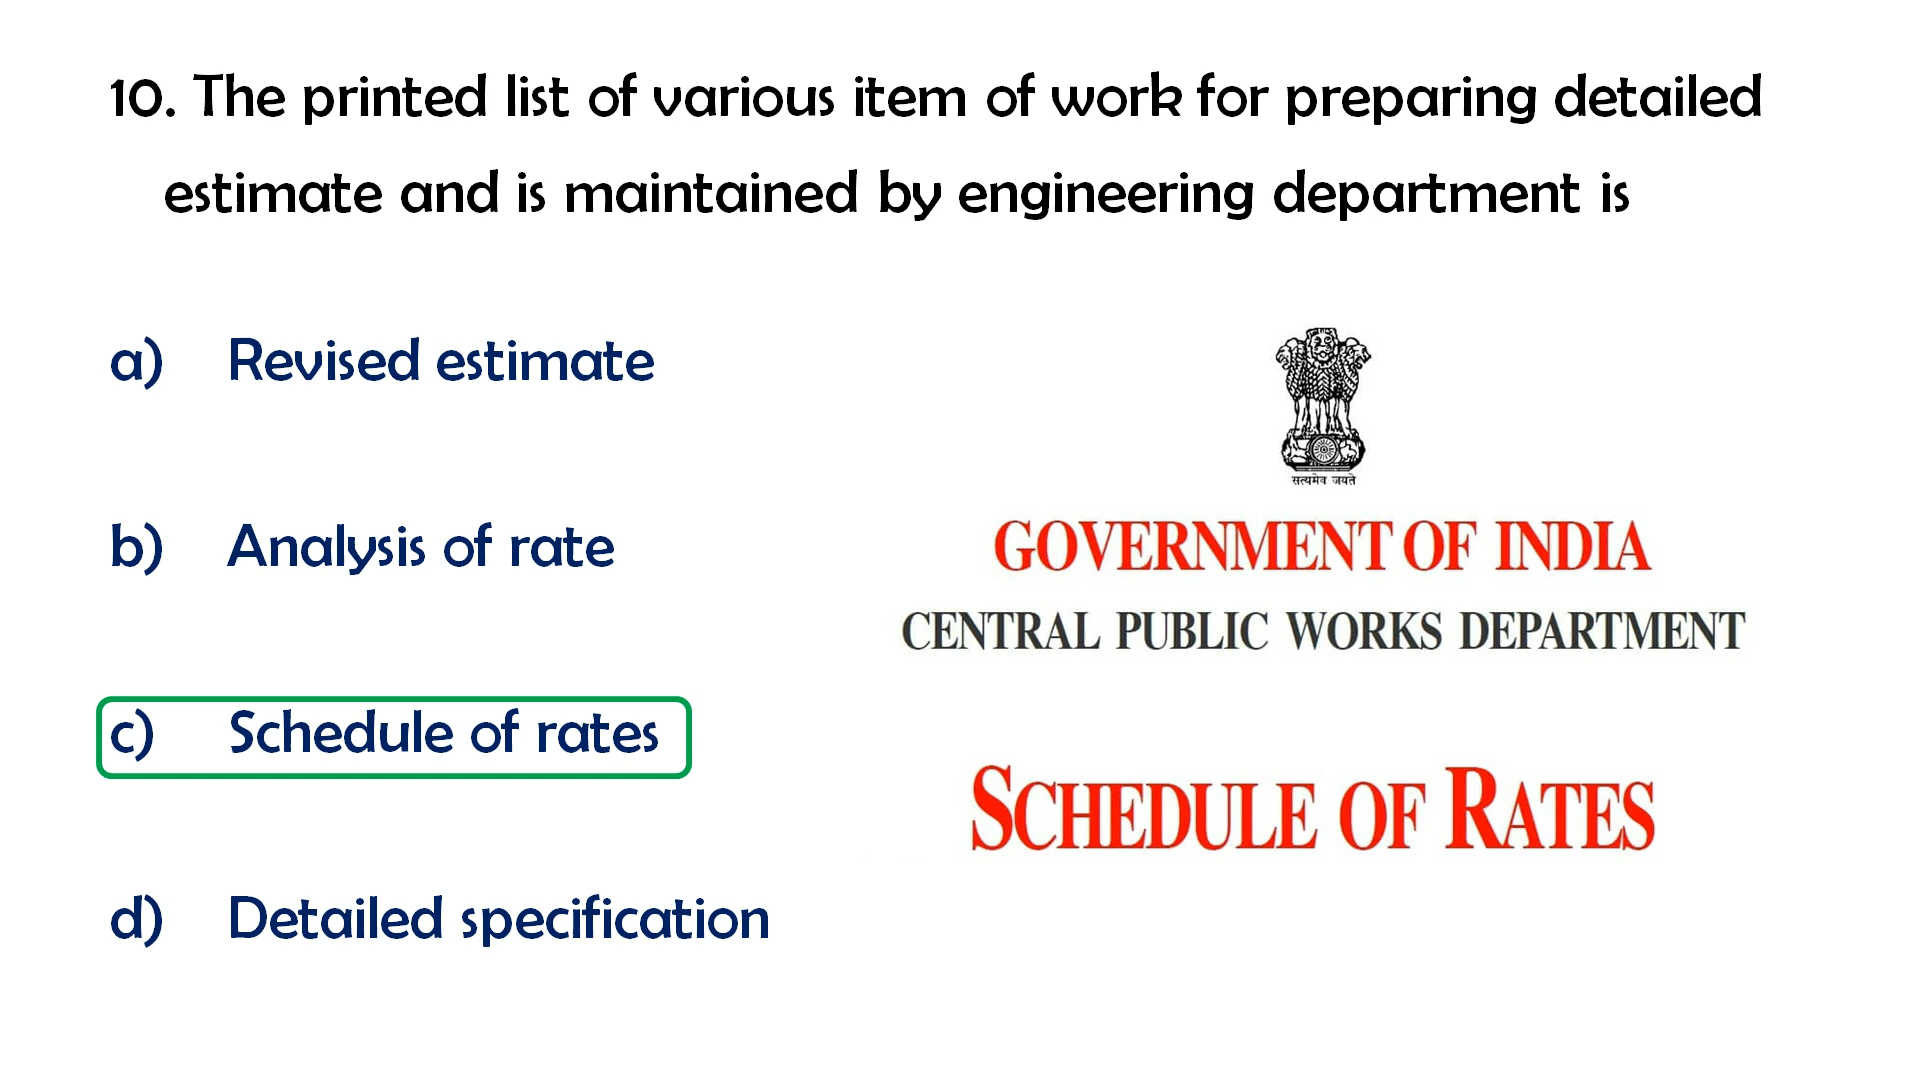 10. The printed list of various item of work for preparing detailed
estimate and is maintained by engineering department is
a) Revised estimate
b) Analysis of rate
c) Schedule of rates
d) Detailed specification
सत्यमेव जयते
GOVERNMENT OF INDIA
CENTRAL PUBLIC WORKS DEPARTMENT
SCHEDULE OF RATES